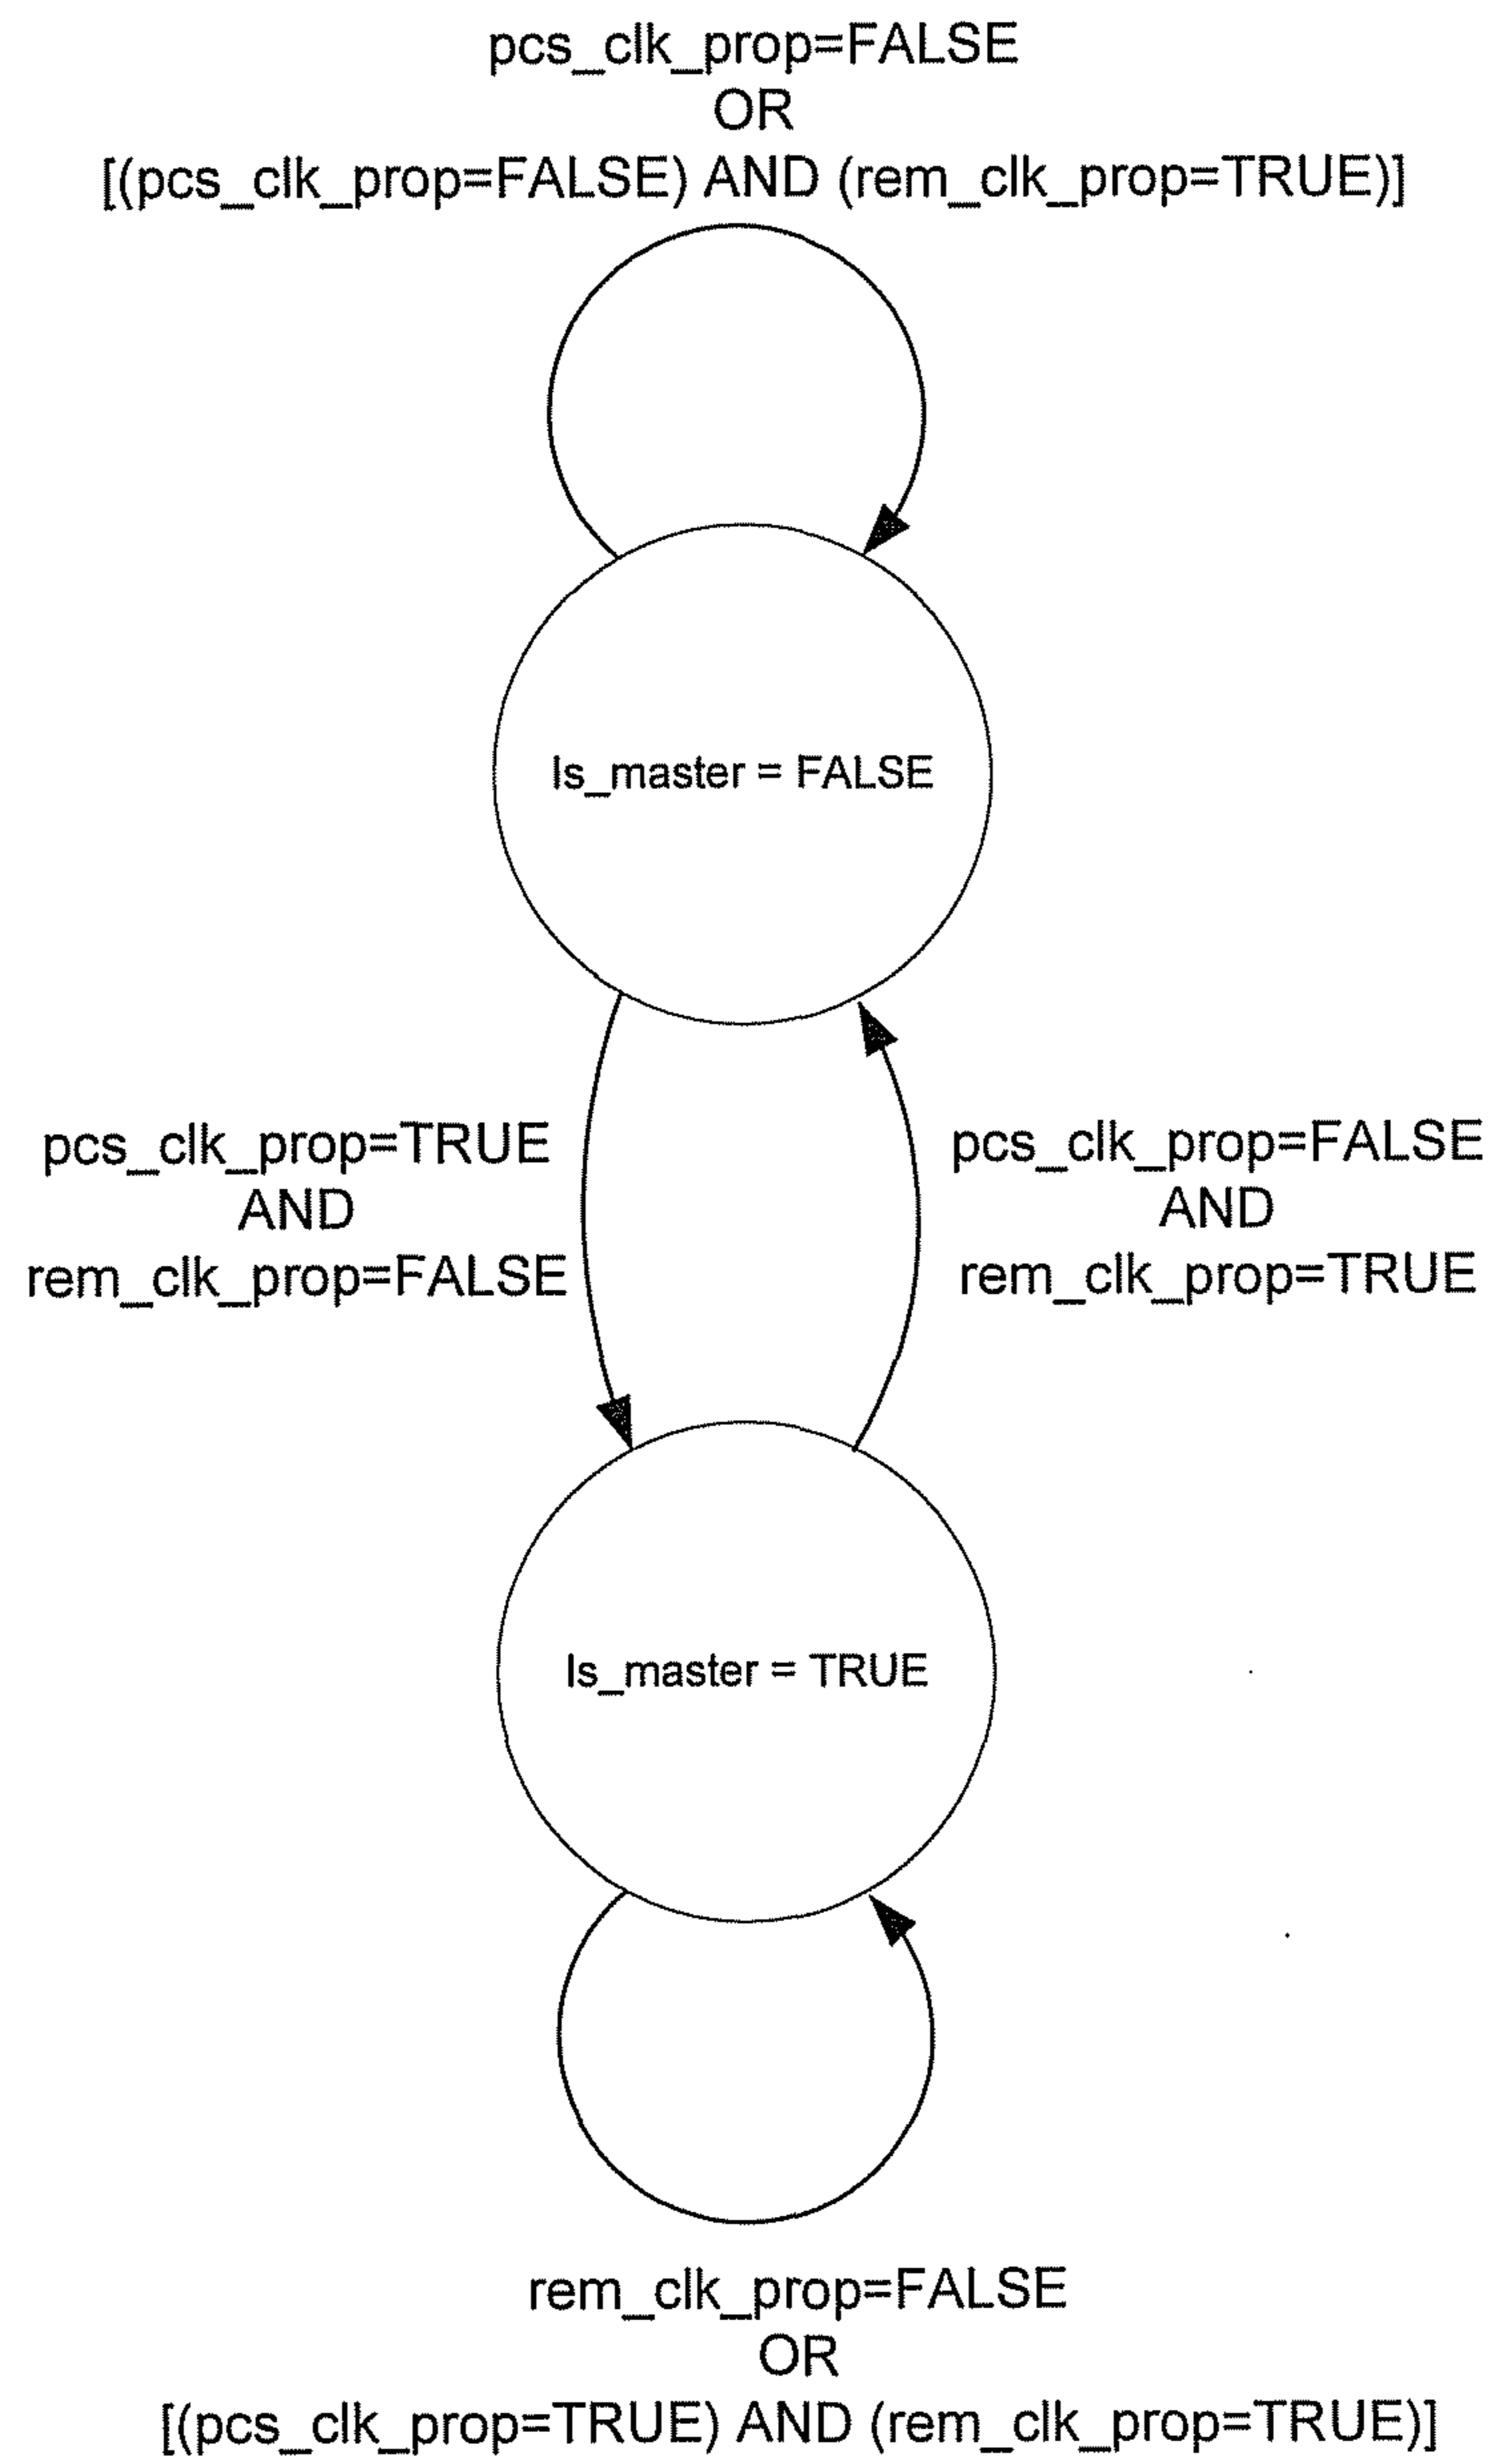 pcs_clk_prop=FALSE
OR
[(pcs_clk_prop=FALSE) AND (rem_clk_prop=TRUE)]
Is_master = FALSE
pcs_clk_prop=TRUE
AND
rem_clk_prop=FALSE
pcs_clk_prop=FALSE
AND
rem_clk_prop=TRUE
Is_master = TRUE
rem_clk_prop=FALSE
OR
[(pcs_clk_prop=TRUE) AND (rem_clk_prop=TRUE)]